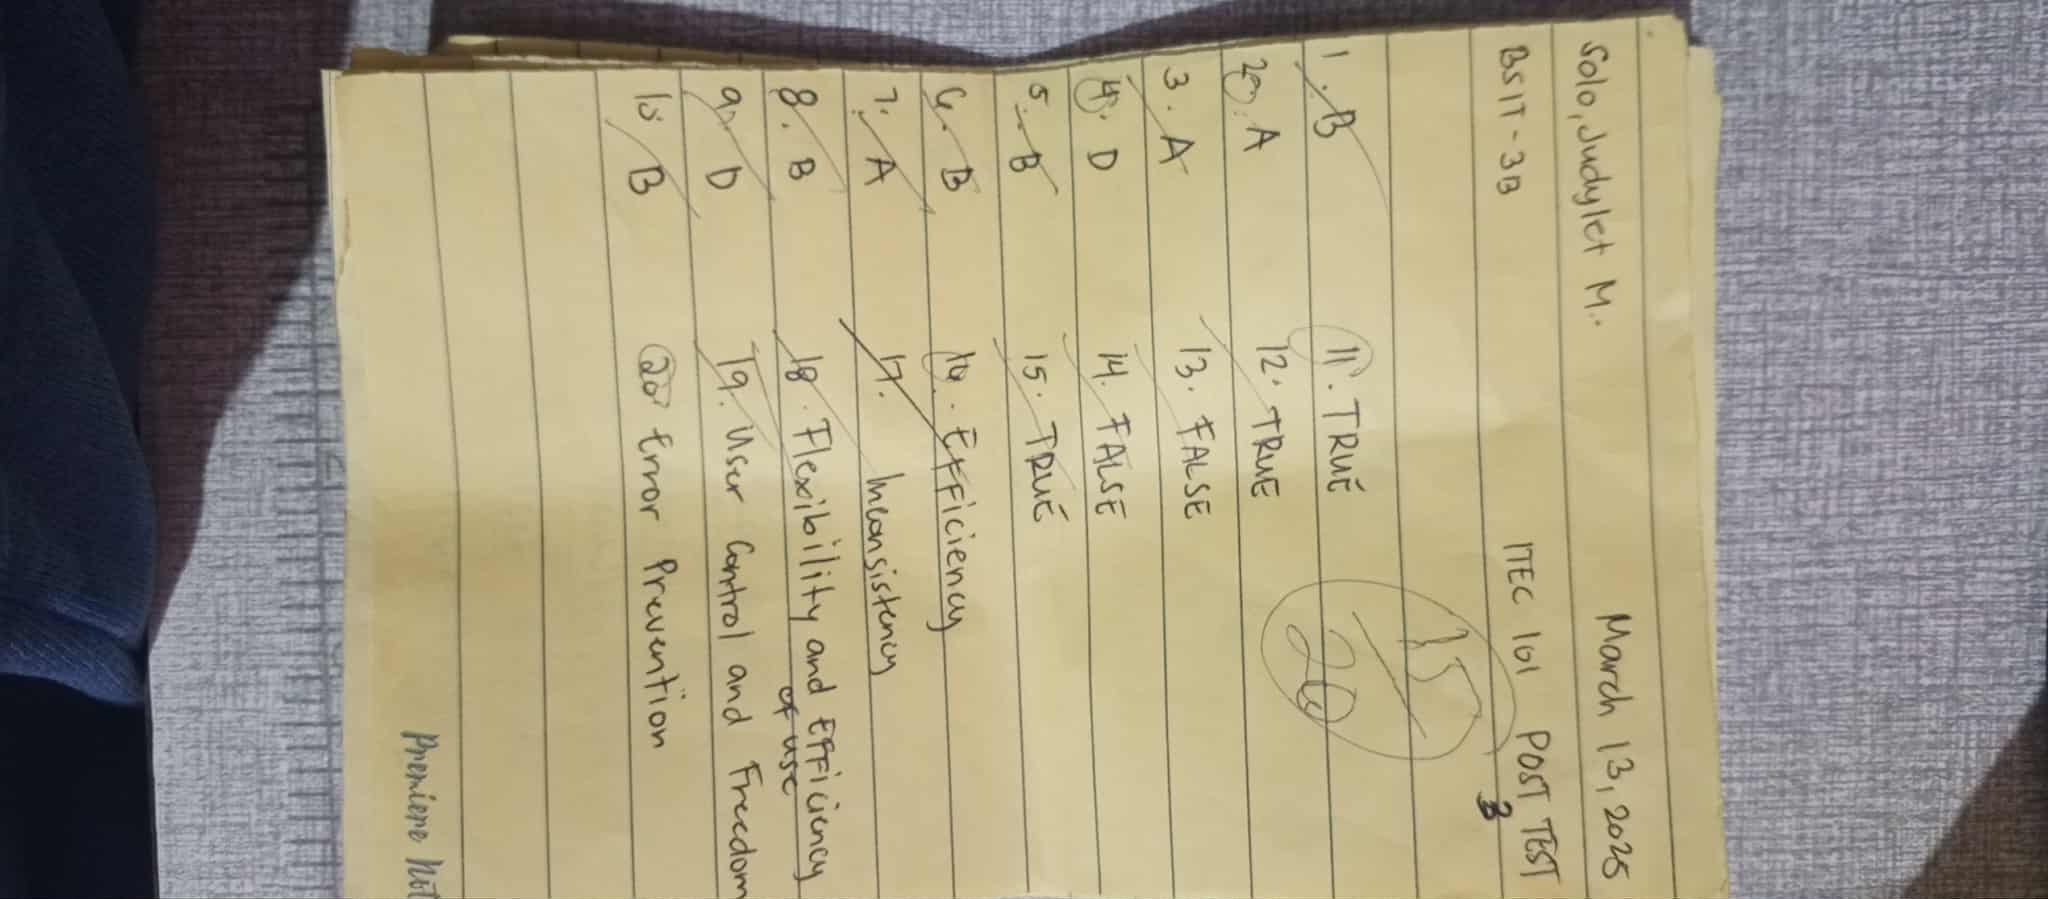 Solo, Judylet M. March 13, 2025
BSIT - 3B ITEC 101 POST TEST 3
15
20
1. B 11. TRUE
2. A 12. TRUE
3. A 13. FALSE
4. D 14. FALSE
5. B 15. TRUE
6. B 16. Efficiency
7. A 17. Inconsistency
8. B 18. Flexibility and Efficiency of use
9. D 19. User Control and Freedom
10 B 20 Error Prevention